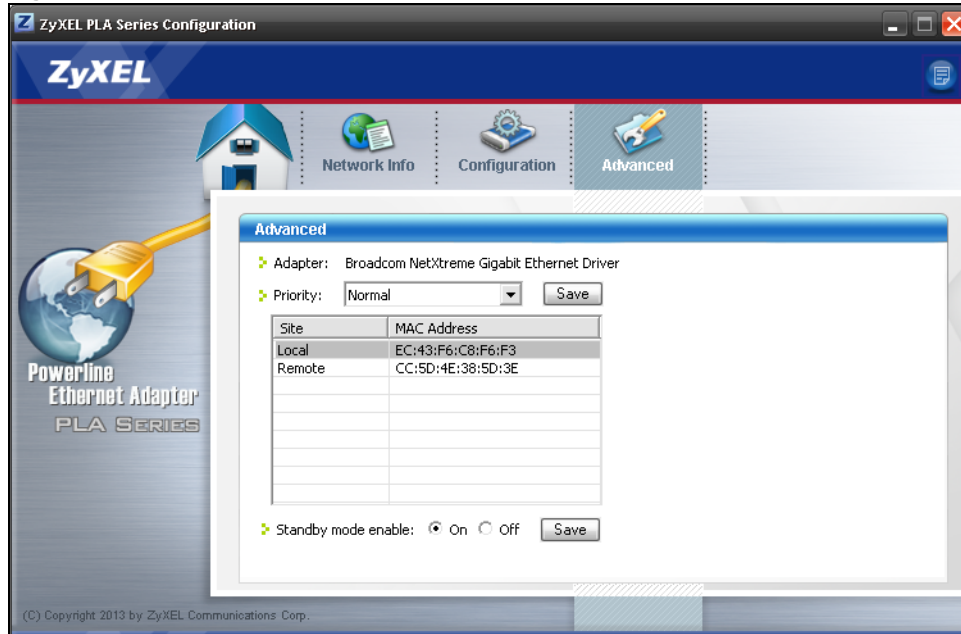 ZyXEL PLA Series Configuration
ZyXEL
Network Info
Configuration
Advanced
Advanced
Adapter: Broadcom NetXtreme Gigabit Ethernet Driver
Priority: Normal Save
Site MAC Address
Local EC:43:F6:C8:F6:F3
Remote CC:5D:4E:38:5D:3E
Powerline
Ethernet Adapter
PLA SERIES
Standby mode enable: On Off Save
(C) Copyright 2013 by ZyXEL Communications Corp.